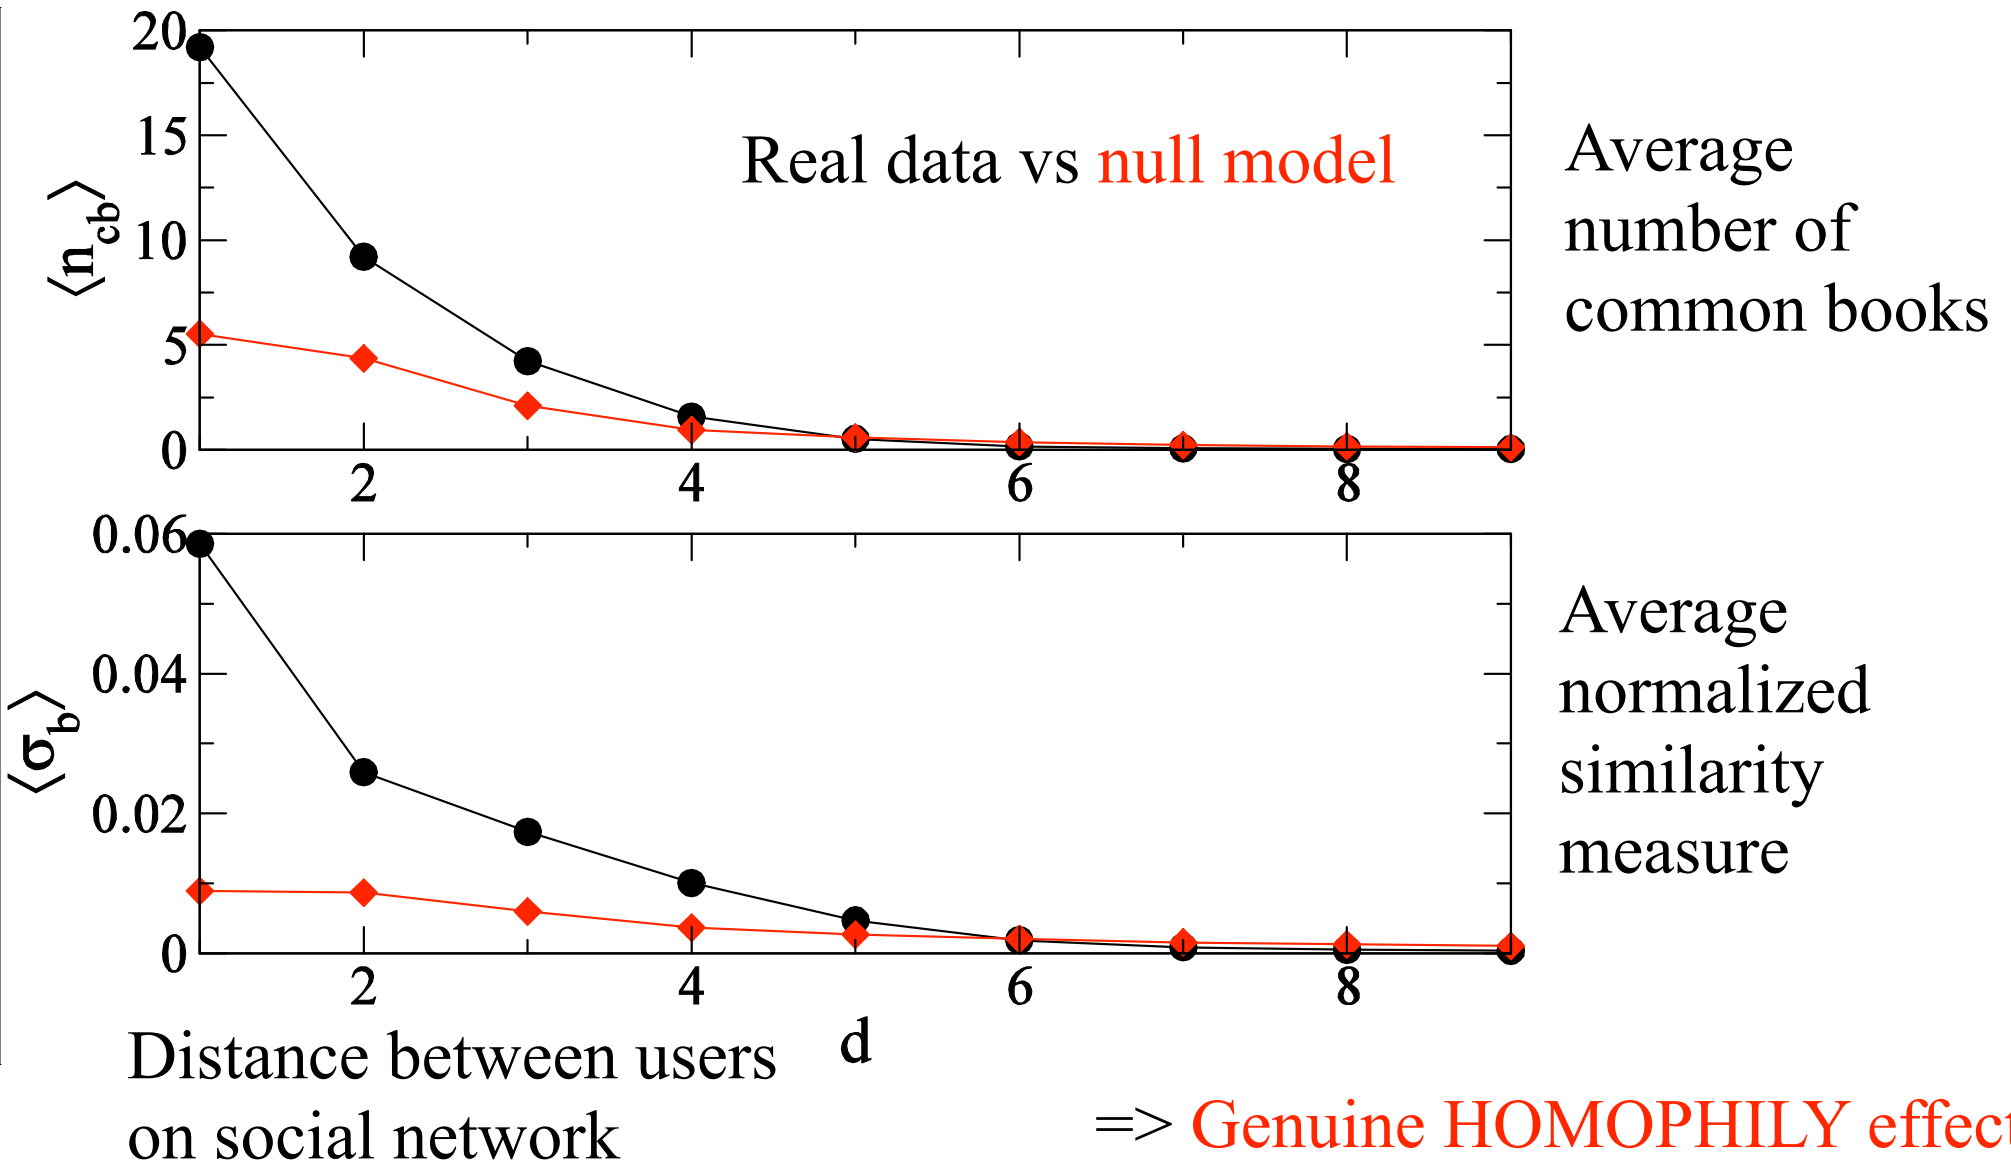 20
15
10
5
0
⟨n_cb⟩
2 4 6 8
Real data vs null model
Average
number of
common books
0.06
0.04
0.02
0
⟨σ_b⟩
2 4 6 8
d
Average
normalized
similarity
measure
Distance between users
on social network
=> Genuine HOMOPHILY effect